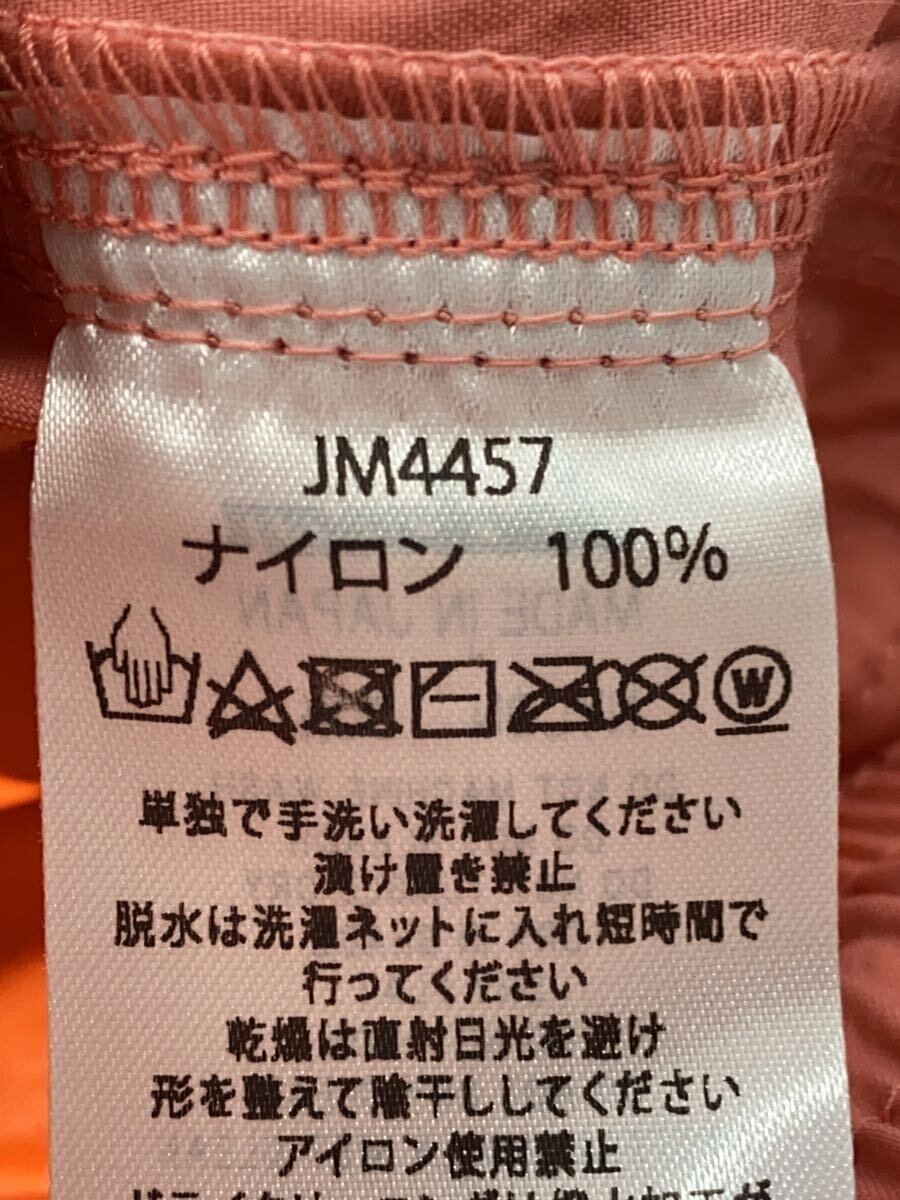 JM4457
ナイロン 100%
W
単独で手洗い洗濯してください
漬け置き禁止
脱水は洗濯ネットに入れ短時間で
行ってください
乾燥は直射日光を避け
形を整えて陰干ししてください
アイロン使用禁止
MADE IN JAPAN